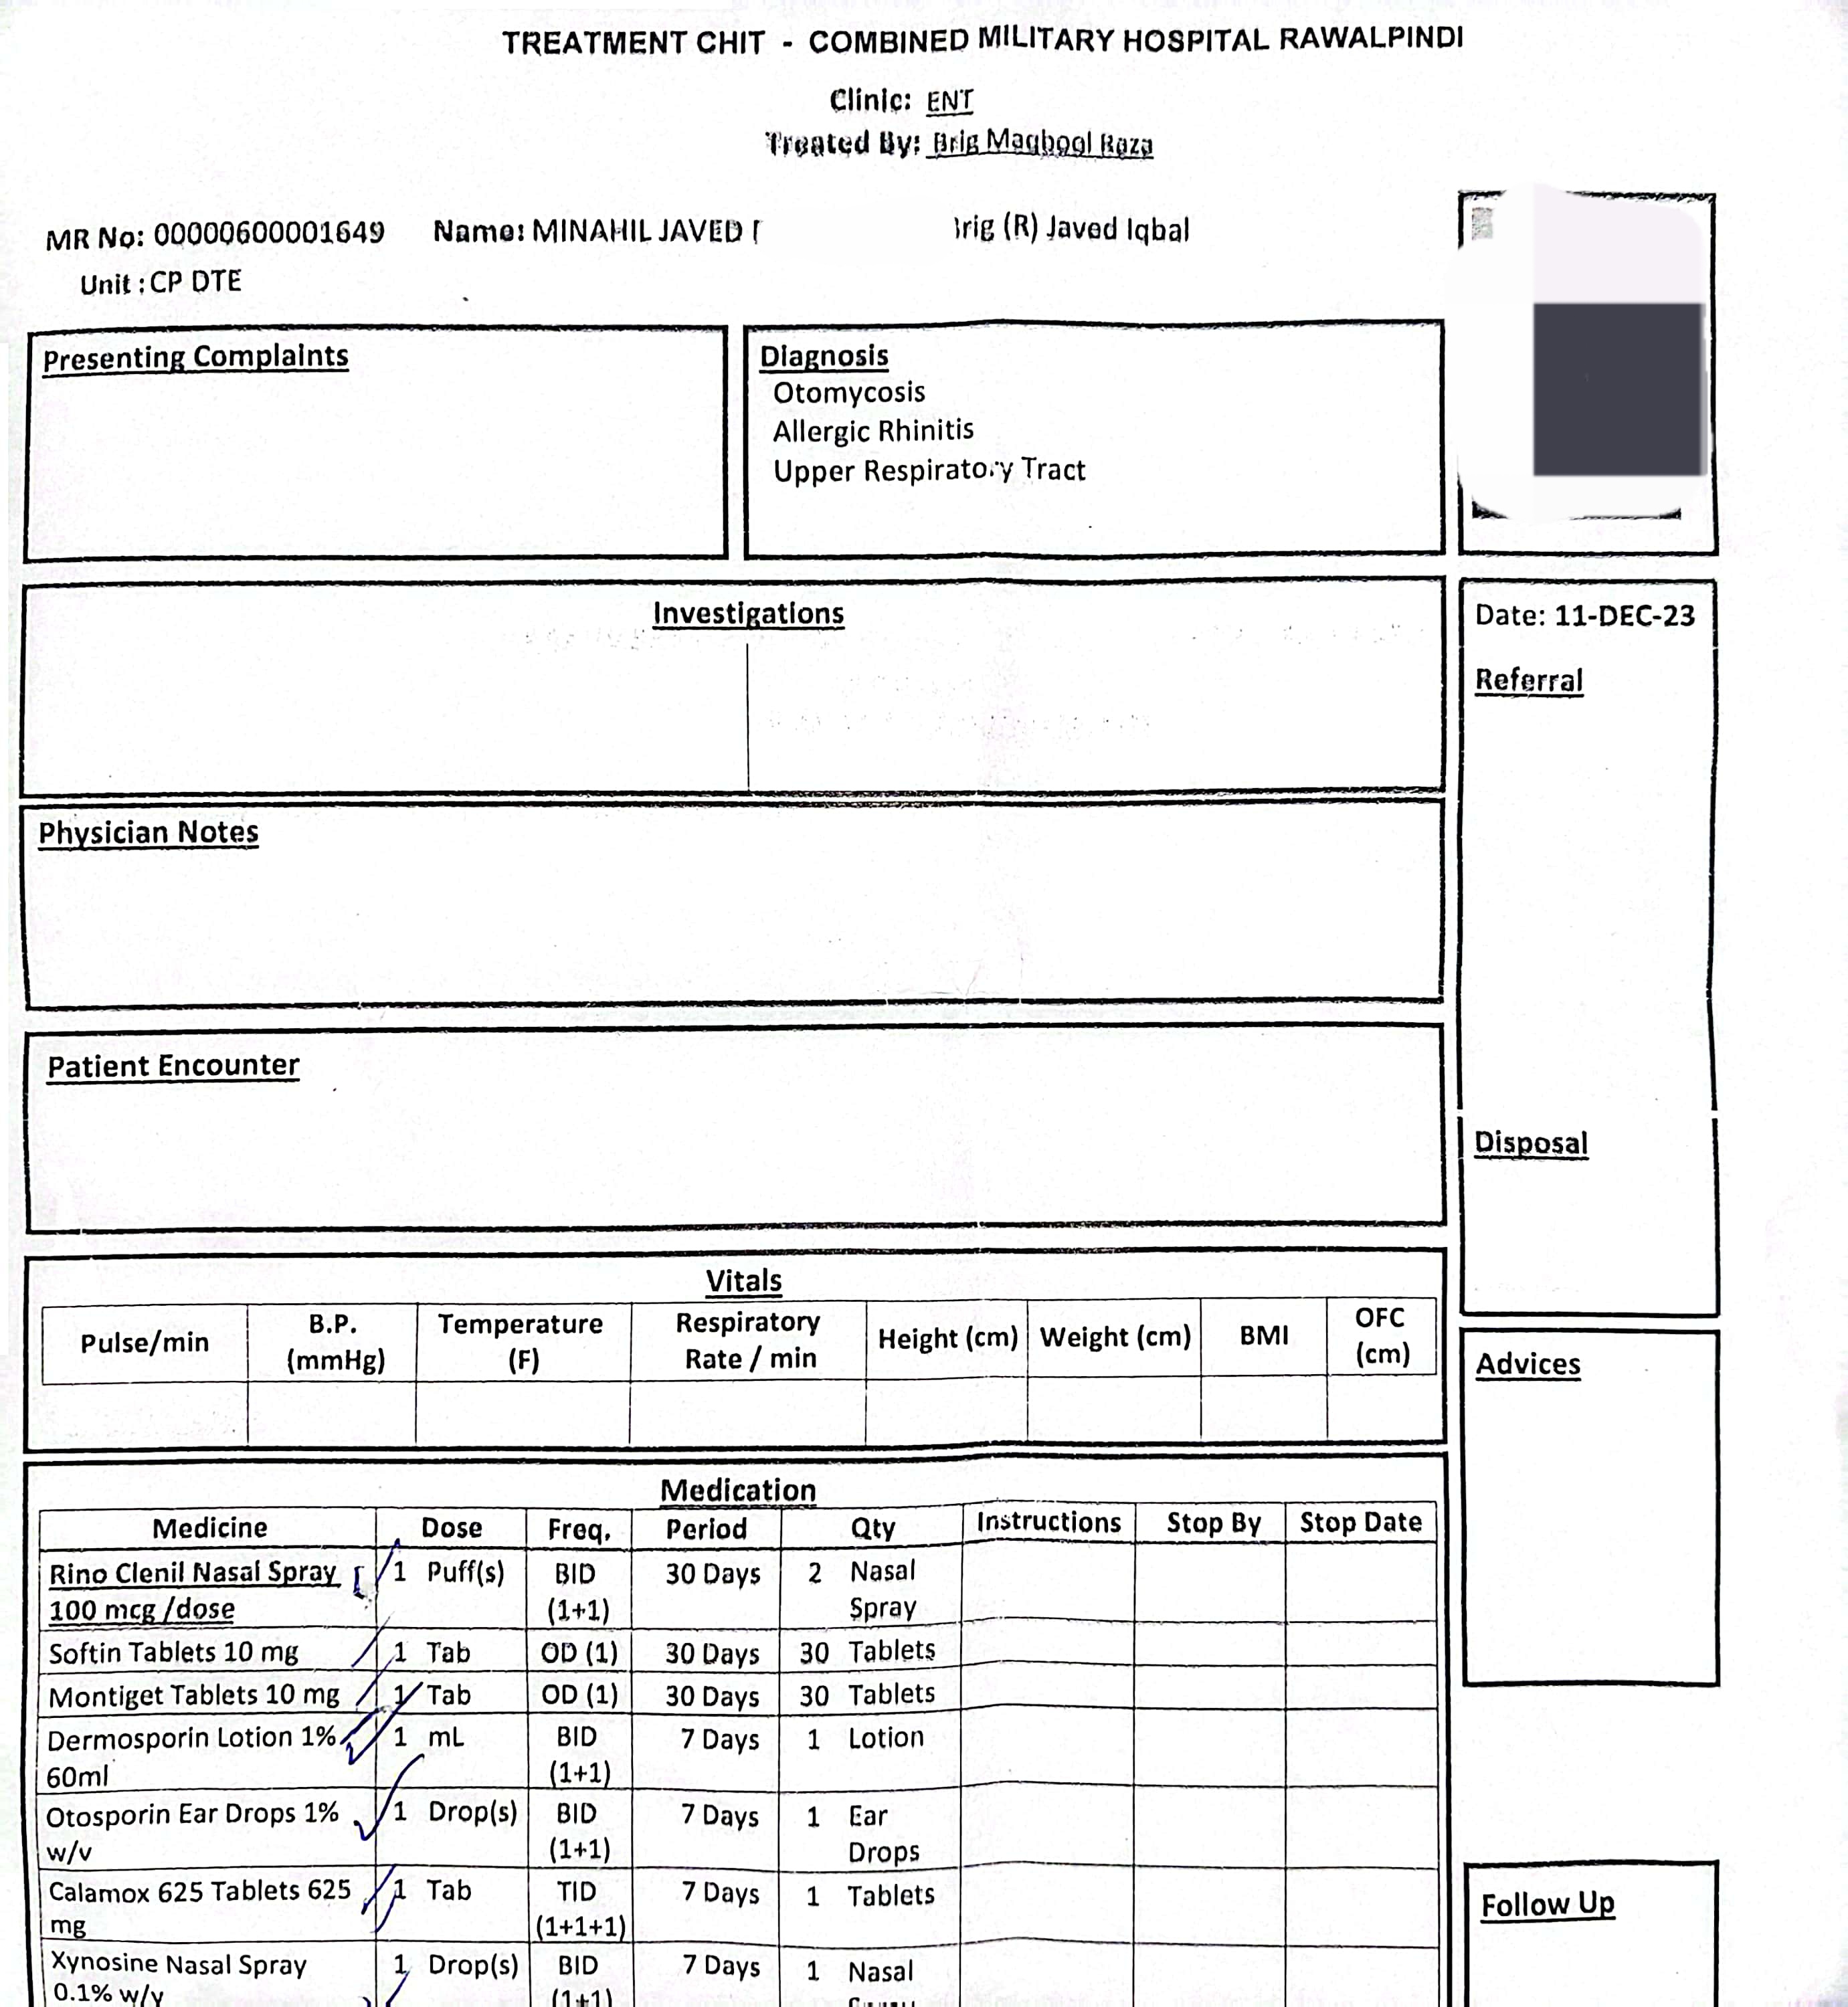 TREATMENT CHIT - COMBINED MILITARY HOSPITAL RAWALPINDI
Clinic: ENT
Treated By: Brig Maqbool Raza
MR No: 00000600001649 Name: MINAHIL JAVED rig (R) Javed Iqbal
Unit : CP DTE
Presenting Complaints
Diagnosis
Otomycosis
Allergic Rhinitis
Upper Respiratory Tract
Investigations
Date: 11-DEC-23
Referral
Physician Notes
Patient Encounter
Disposal
Vitals
Pulse/min B.P. (mmHg) Temperature (F) Respiratory Rate / min Height (cm) Weight (cm) BMI OFC (cm)
Advices
Medication
Medicine Dose Freq. Period Qty Instructions Stop By Stop Date
Rino Clenil Nasal Spray 1 Puff(s) BID 30 Days 2 Nasal
100 mcg /dose (1+1) Spray
Softin Tablets 10 mg 1 Tab OD (1) 30 Days 30 Tablets
Montiget Tablets 10 mg 1 Tab OD (1) 30 Days 30 Tablets
Dermosporin Lotion 1% 1 mL BID 7 Days 1 Lotion
60ml (1+1)
Otosporin Ear Drops 1% 1 Drop(s) BID 7 Days 1 Ear
w/v (1+1) Drops
Calamox 625 Tablets 625 1 Tab TID 7 Days 1 Tablets
mg (1+1+1)
Xynosine Nasal Spray 1 Drop(s) BID 7 Days 1 Nasal
0.1% w/v (1+1)
Follow Up